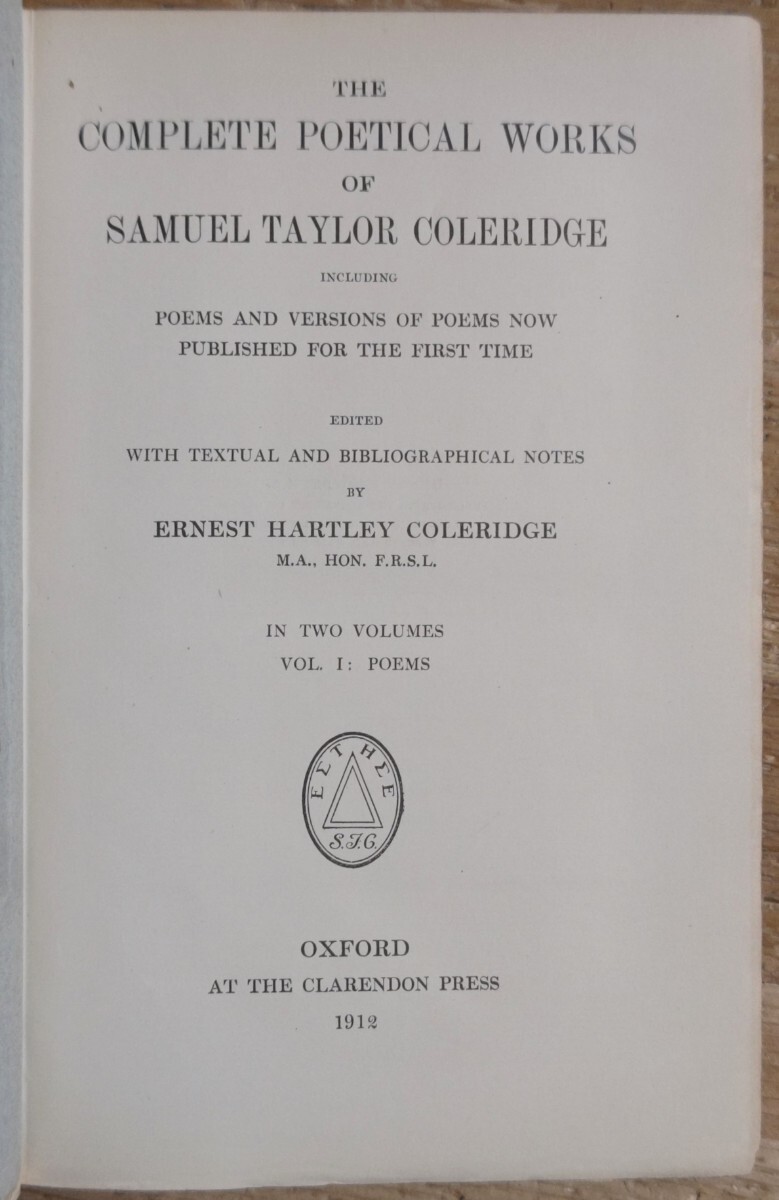 THE
COMPLETE POETICAL WORKS
OF
SAMUEL TAYLOR COLERIDGE
INCLUDING
POEMS AND VERSIONS OF POEMS NOW
PUBLISHED FOR THE FIRST TIME
EDITED
WITH TEXTUAL AND BIBLIOGRAPHICAL NOTES
BY
ERNEST HARTLEY COLERIDGE
M.A., HON. F.R.S.L.
IN TWO VOLUMES
VOL. I: POEMS
ΕΣΤΗΣΕ
S.T.C.
OXFORD
AT THE CLARENDON PRESS
1912